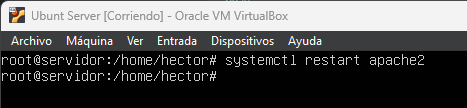 Ubunt Server [Corriendo] - Oracle VM VirtualBox
Archivo Máquina Ver Entrada Dispositivos Ayuda
root@servidor:/home/hector# systemctl restart apache2
root@servidor:/home/hector#